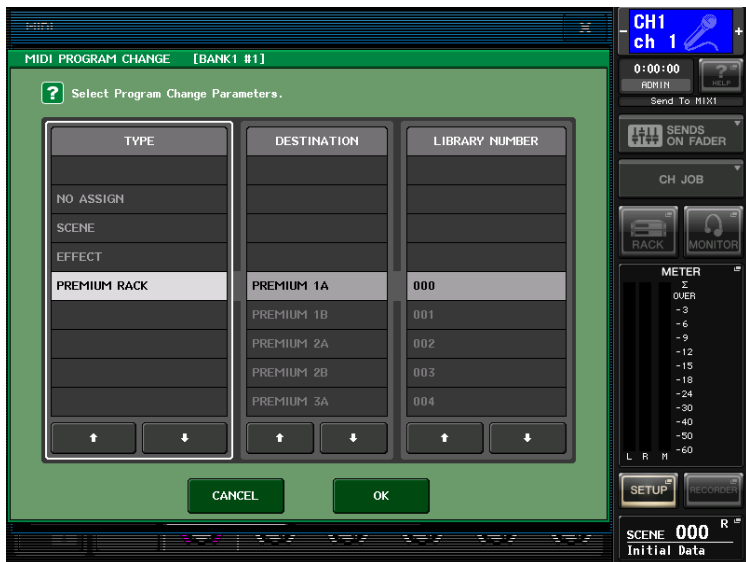 MIDI
X
MIDI PROGRAM CHANGE [BANK1 #1]
? Select Program Change Parameters.
TYPE
NO ASSIGN
SCENE
EFFECT
PREMIUM RACK
DESTINATION
PREMIUM 1A
PREMIUM 1B
PREMIUM 2A
PREMIUM 2B
PREMIUM 3A
LIBRARY NUMBER
000
001
002
003
004
CANCEL
OK
CH1
- ch 1 +
0:00:00
ADMIN
?
HELP
Send To MIX1
SENDS
ON FADER
CH JOB
RACK
MONITOR
METER
Σ
OVER
-3
-6
-9
-12
-15
-18
-24
-30
-40
-50
-60
L R M
SETUP
RECORDER
SCENE 000 R
Initial Data